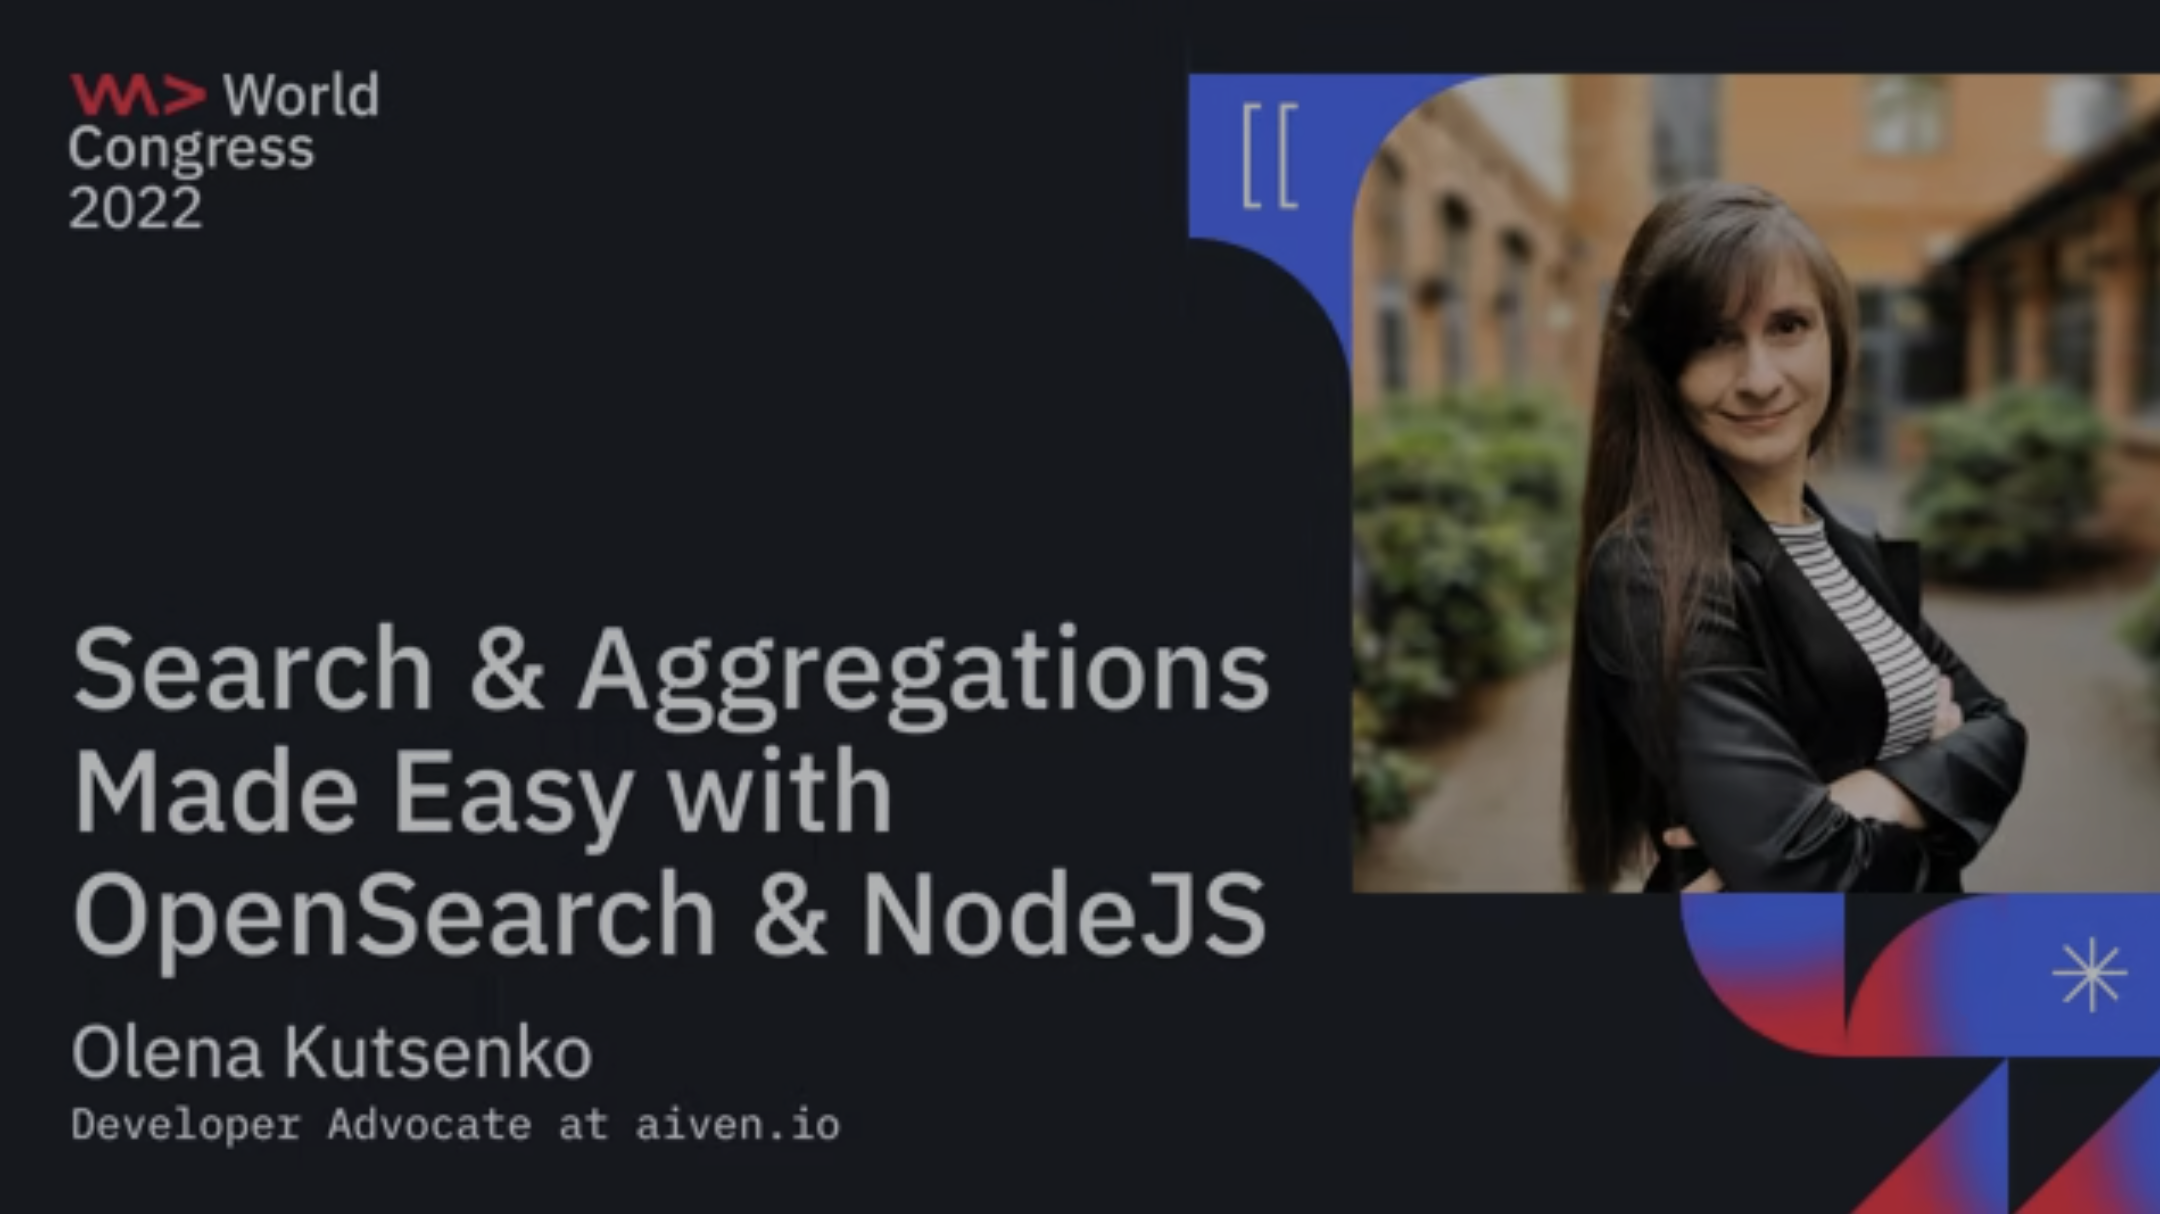 World
Congress
2022
[[
Search & Aggregations
Made Easy with
OpenSearch & NodeJS
Olena Kutsenko
Developer Advocate at aiven.io